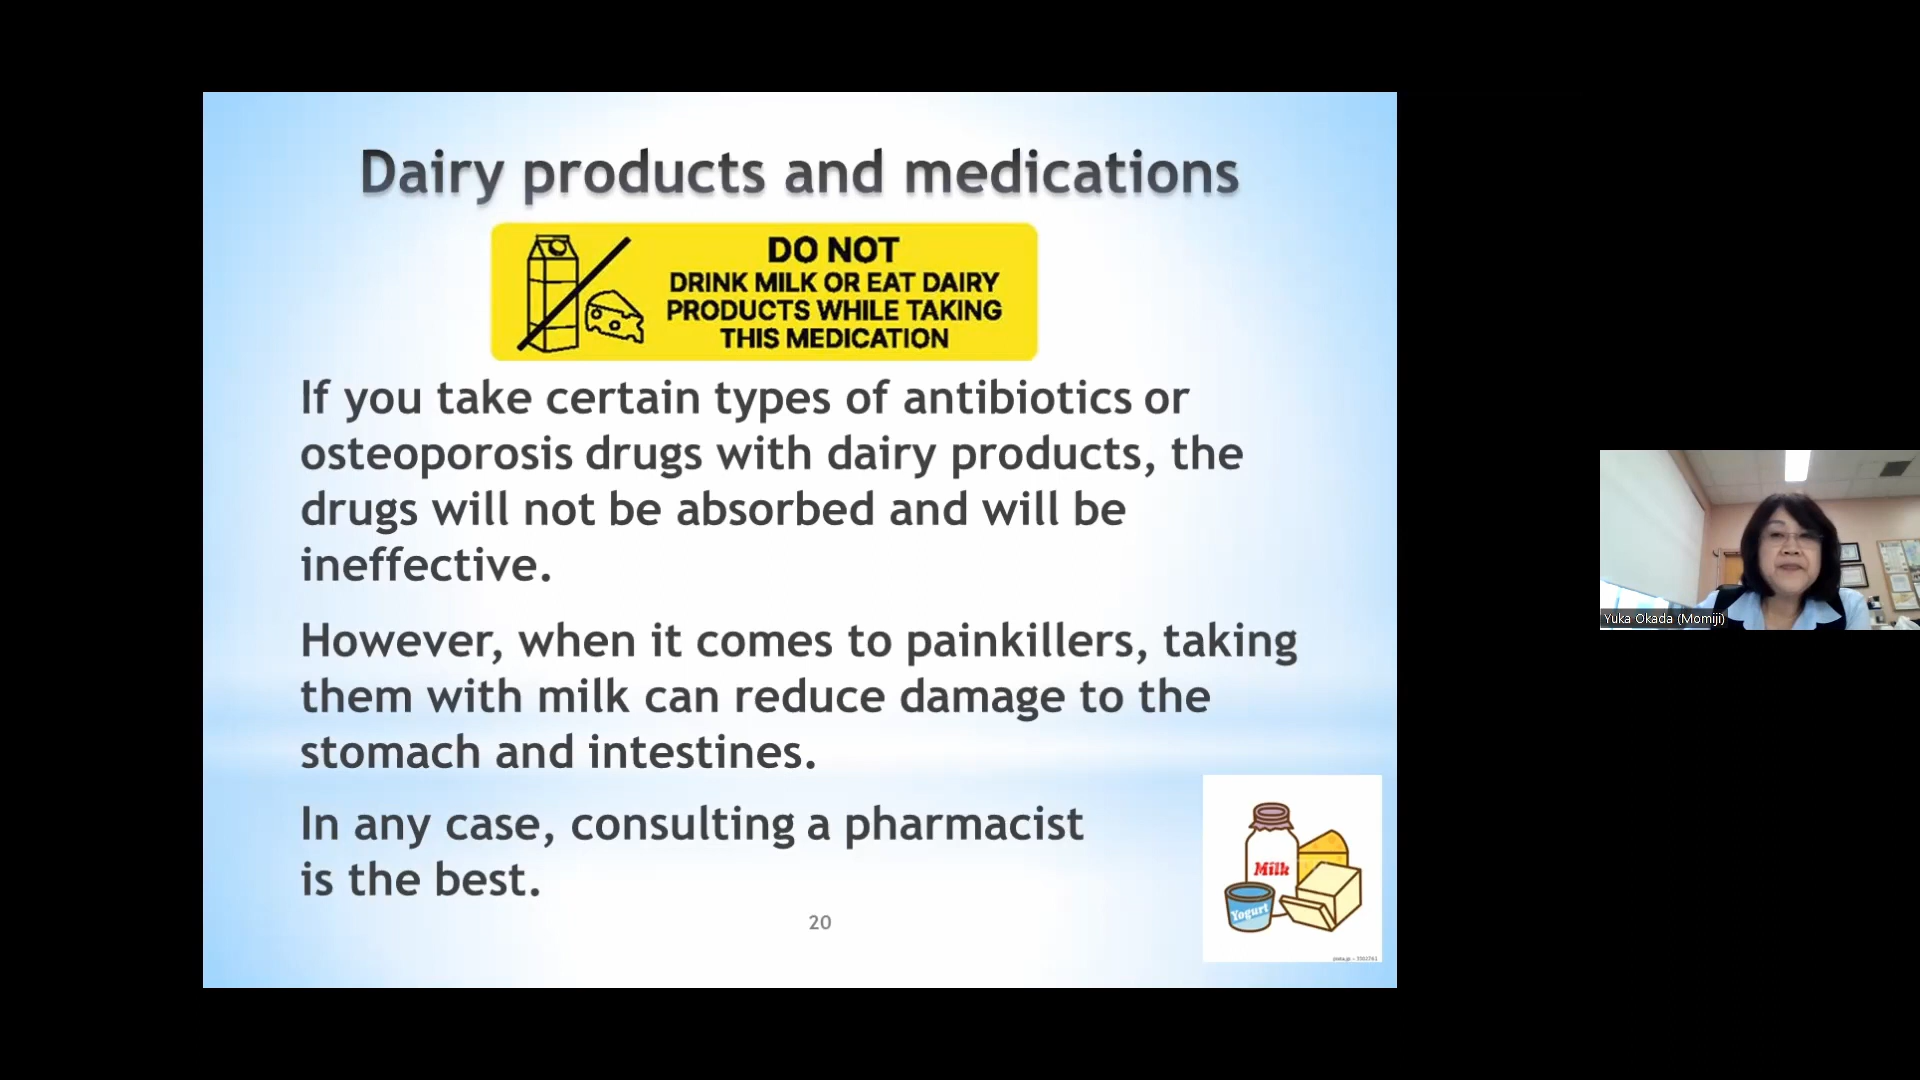 Dairy products and medications
DO NOT
DRINK MILK OR EAT DAIRY
PRODUCTS WHILE TAKING
THIS MEDICATION
If you take certain types of antibiotics or
osteoporosis drugs with dairy products, the
drugs will not be absorbed and will be
ineffective.
However, when it comes to painkillers, taking
them with milk can reduce damage to the
stomach and intestines.
In any case, consulting a pharmacist
is the best.
Milk
Yogurt
20
Yuka Okada (Momiji)